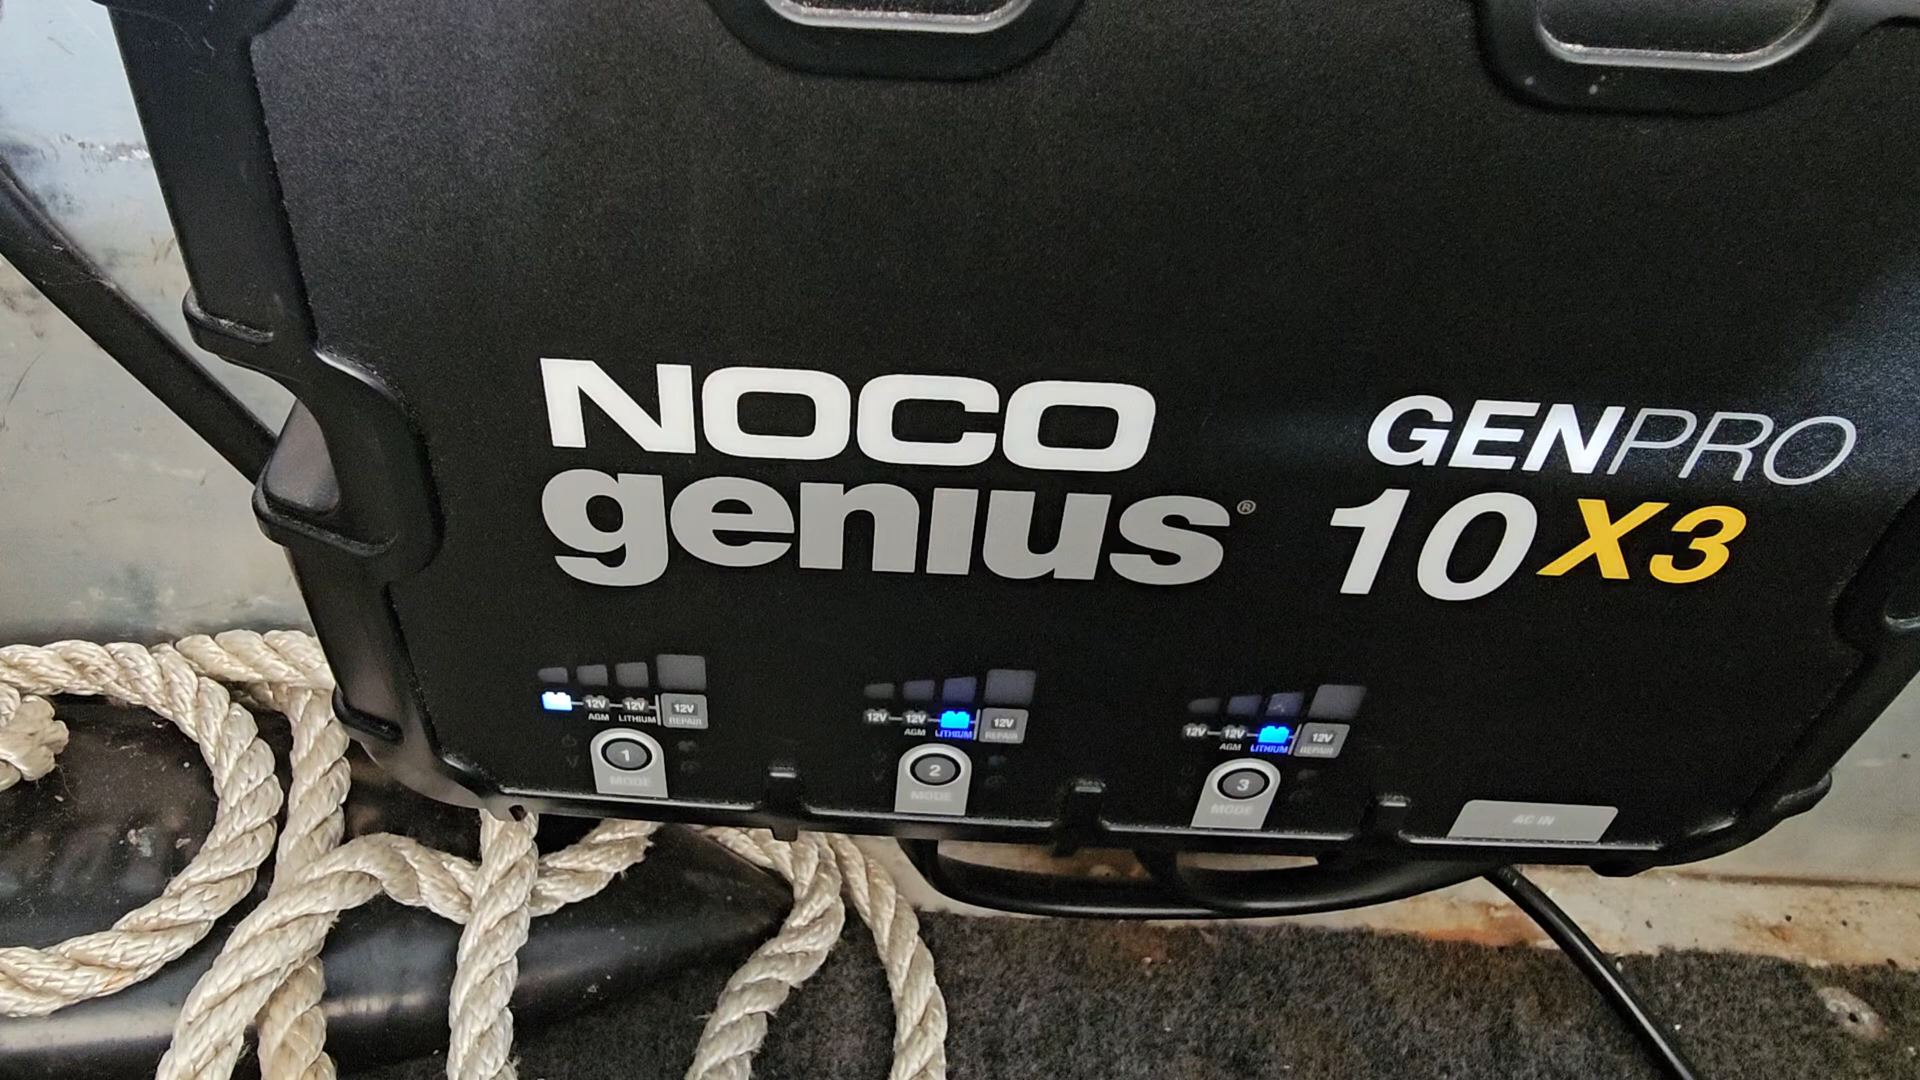 NOCO
genius®
GENPRO
10X3
12V 12V 12V
AGM LITHIUM REPAIR
1
MODE
12V 12V 12V
AGM LITHIUM REPAIR
2
MODE
12V 12V 12V
AGM LITHIUM REPAIR
3
MODE
AC IN